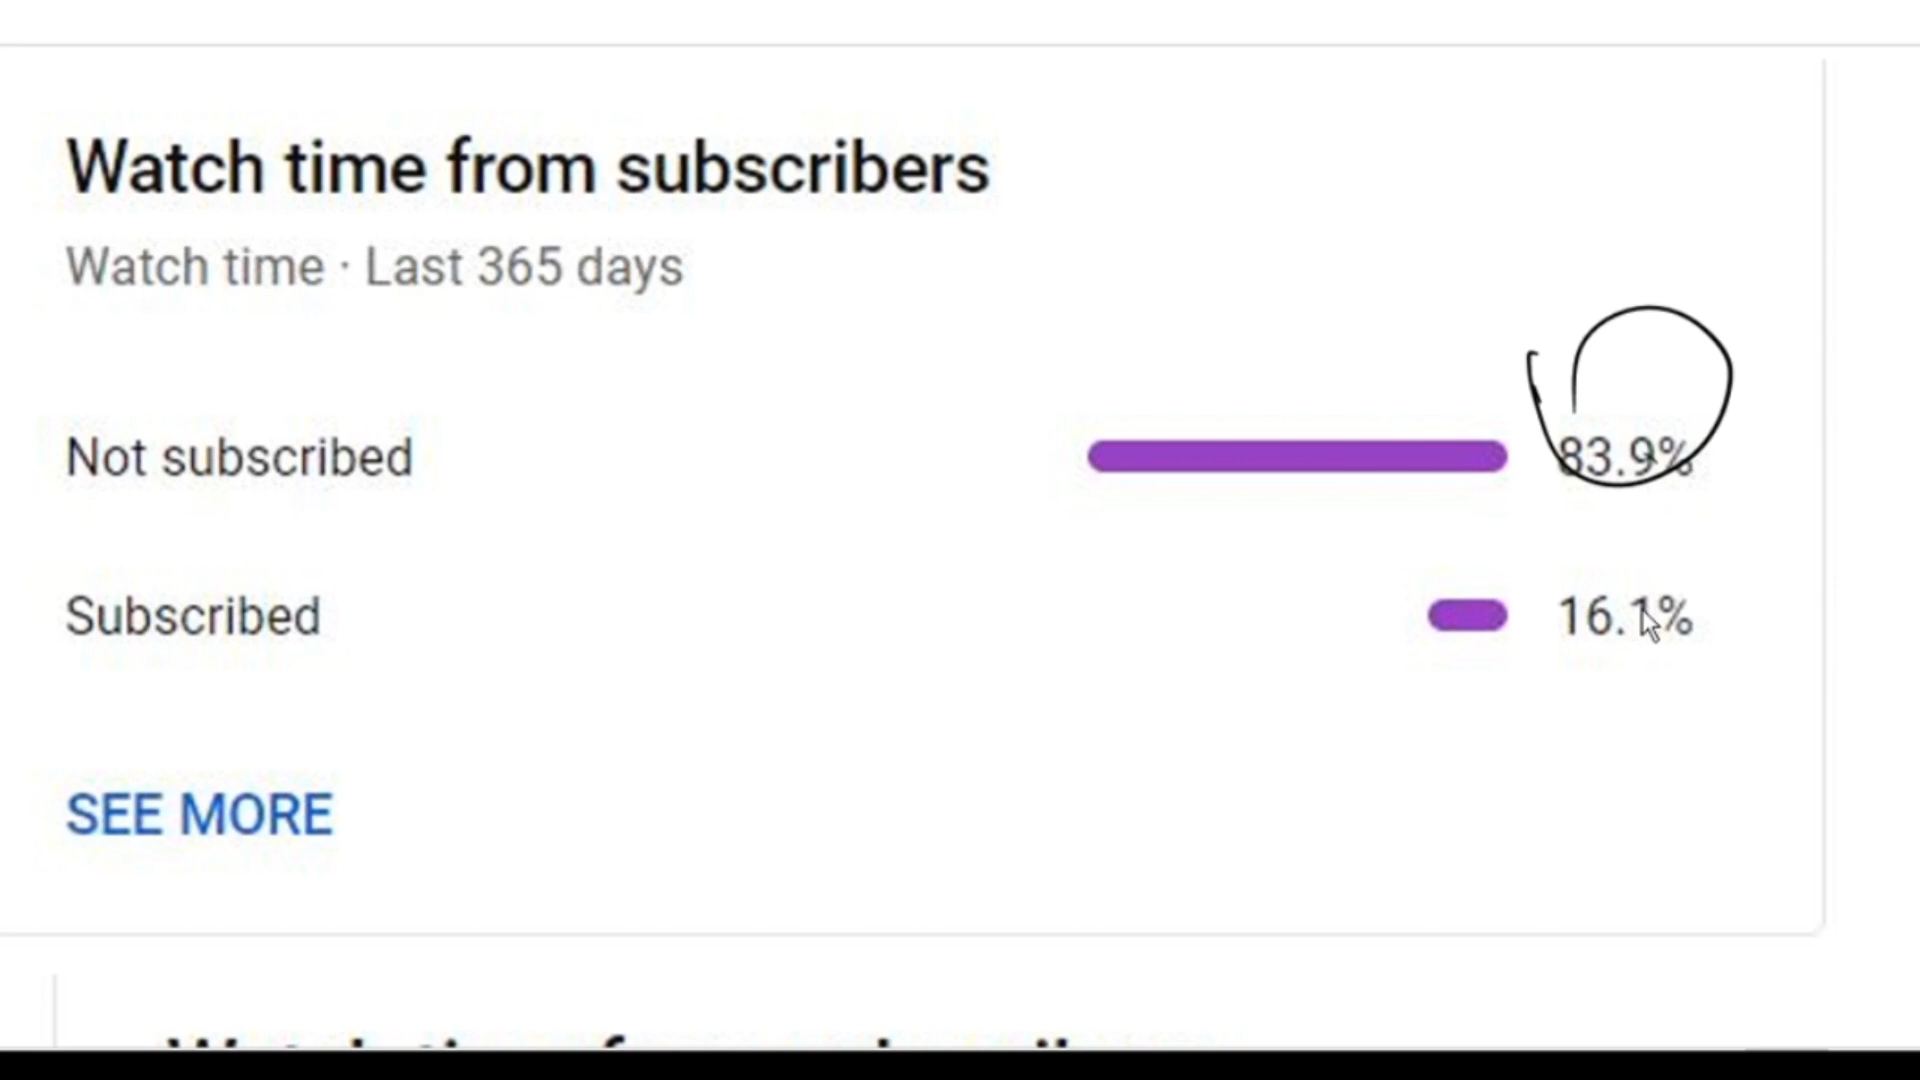 Watch time from subscribers
Watch time · Last 365 days
Not subscribed 83.9%
Subscribed 16.1%
SEE MORE